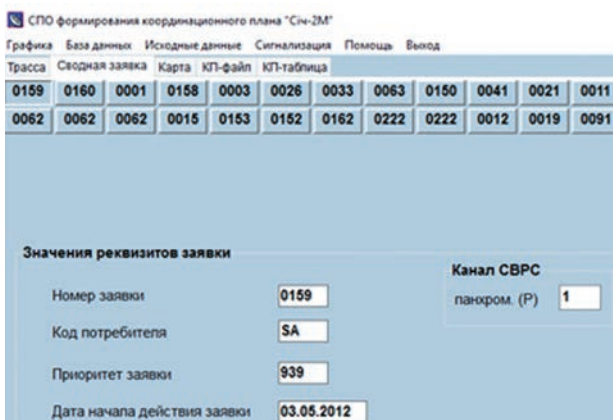 СПО формирования координационного плана "Січ-2М"
Графика База данных Исходные данные Сигнализация Помощь Выход
Трасса Сводная заявка Карта КП-файл КП-таблица
0159 0160 0001 0158 0003 0026 0033 0063 0150 0041 0021 0011
0062 0062 0062 0015 0153 0152 0162 0222 0222 0012 0019 0091
Значения реквизитов заявки
Канал СВРС
Номер заявки 0159 панхром. (Р) 1
Код потребителя SA
Приоритет заявки 939
Дата начала действия заявки 03.05.2012